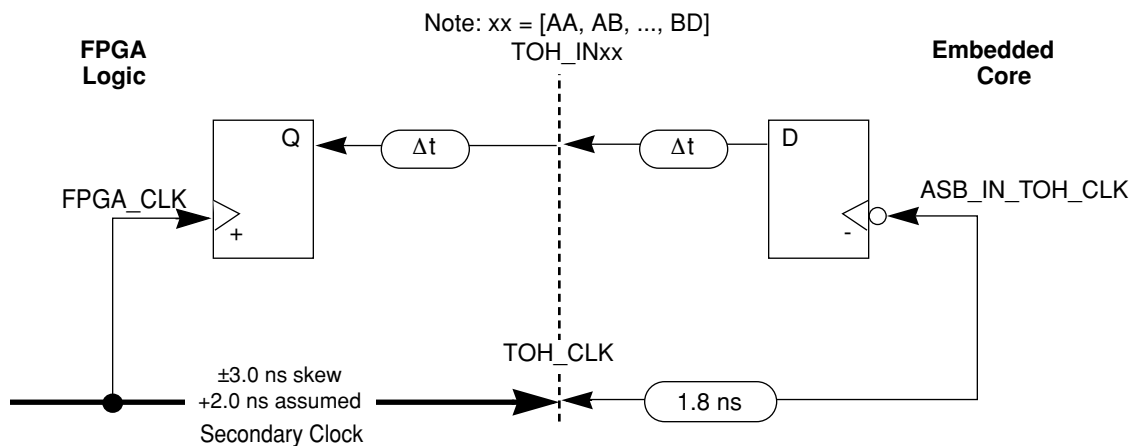 Note: xx = [AA, AB, ..., BD]
TOH_INxx
FPGA
Logic
Embedded
Core
Q
Δt
Δt
D
FPGA_CLK
+
ASB_IN_TOH_CLK
-
TOH_CLK
±3.0 ns skew
+2.0 ns assumed
Secondary Clock
1.8 ns